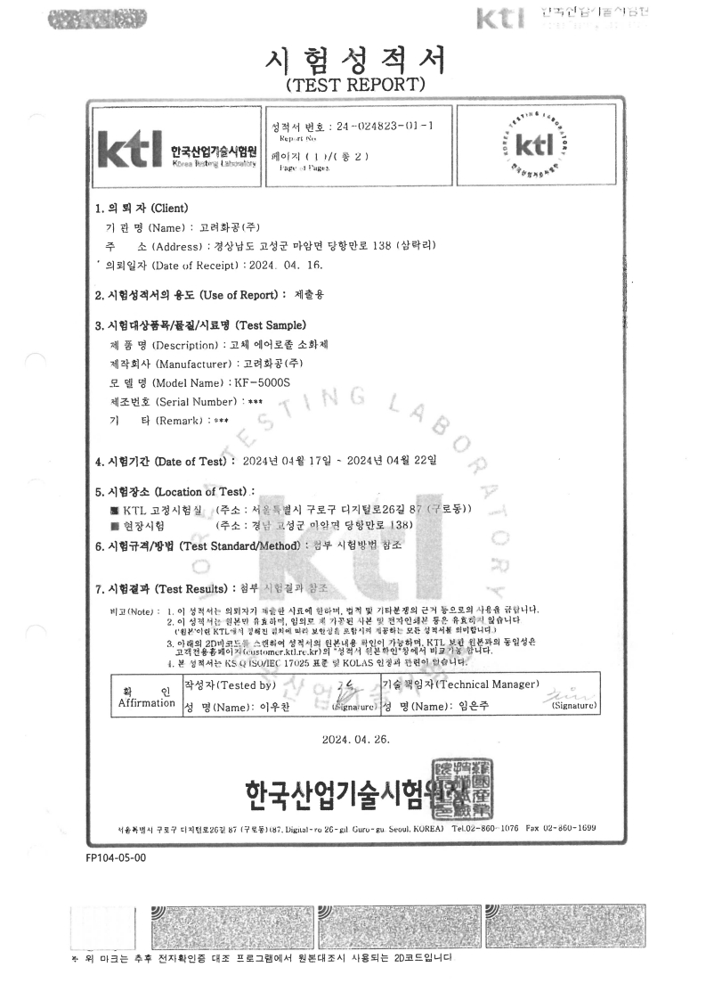 ktl 한국산업기술시험원
시 험 성 적 서
(TEST REPORT)
ktl 한국산업기술시험원
Korea Testing Laboratory
성적서 번호 : 24-024823-01-1
Report No.
페이지 ( 1 )/( 총 2 )
Page of Pages
KOREA TESTING LABORATORY
ktl
한국산업기술시험원
1. 의 뢰 자 (Client)
기 관 명 (Name) : 고려화공(주)
주 소 (Address) : 경상남도 고성군 마암면 당항만로 138 (삼락리)
의뢰일자 (Date of Receipt) : 2024. 04. 16.
2. 시험성적서의 용도 (Use of Report) : 제출용
3. 시험대상품목/물질/시료명 (Test Sample)
제 품 명 (Description) : 고체 에어로졸 소화제
제작회사 (Manufacturer) : 고려화공(주)
모 델 명 (Model Name) : KF-5000S
제조번호 (Serial Number) : ***
기 타 (Remark) : ***
4. 시험기간 (Date of Test) : 2024년 04월 17일 ~ 2024년 04월 22일
5. 시험장소 (Location of Test) :
■ KTL 고정시험실 (주소 : 서울특별시 구로구 디지털로26길 87 (구로동))
■ 현장시험 (주소 : 경남 고성군 마암면 당항만로 138)
6. 시험규격/방법 (Test Standard/Method) : 첨부 시험방법 참조
7. 시험결과 (Test Results) : 첨부 시험결과 참조
비고(Note) : 1. 이 성적서는 의뢰자가 제출한 시료에 한하며, 법적 및 기타분쟁의 근거 등으로의 사용을 금합니다.
2. 이 성적서는 원본만 유효하며, 임의로 재 가공된 사본 및 전자인쇄본 등은 유효하지 않습니다
('원본'이란 KTL에서 정해진 절차에 따라 보안성을 포함시켜 제공하는 모든 성적서를 의미합니다.)
3. 아래의 2D바코드를 스캔하여 성적서의 원본내용 확인이 가능하며, KTL 보관 원본과의 동일성은
고객전용홈페이지(customer.ktl.re.kr)의 "성적서 원본확인"창에서 비교가능 합니다.
4. 본 성적서는 KS Q ISO/IEC 17025 표준 및 KOLAS 인정과 관련이 없습니다.
확 인
Affirmation
작성자(Tested by)
성 명(Name): 이우찬 (Signature)
기술책임자(Technical Manager)
성 명(Name): 임은주 (Signature)
2024. 04. 26.
한국산업기술시험원장
서울특별시 구로구 디지털로26길 87 (구로동)(87, Digital-ro 26-gil, Guro-gu, Seoul, KOREA) Tel.02-860-1076 Fax 02-860-1699
FP104-05-00
※ 위 마크는 추후 전자확인증 대조 프로그램에서 원본대조시 사용되는 2D코드입니다